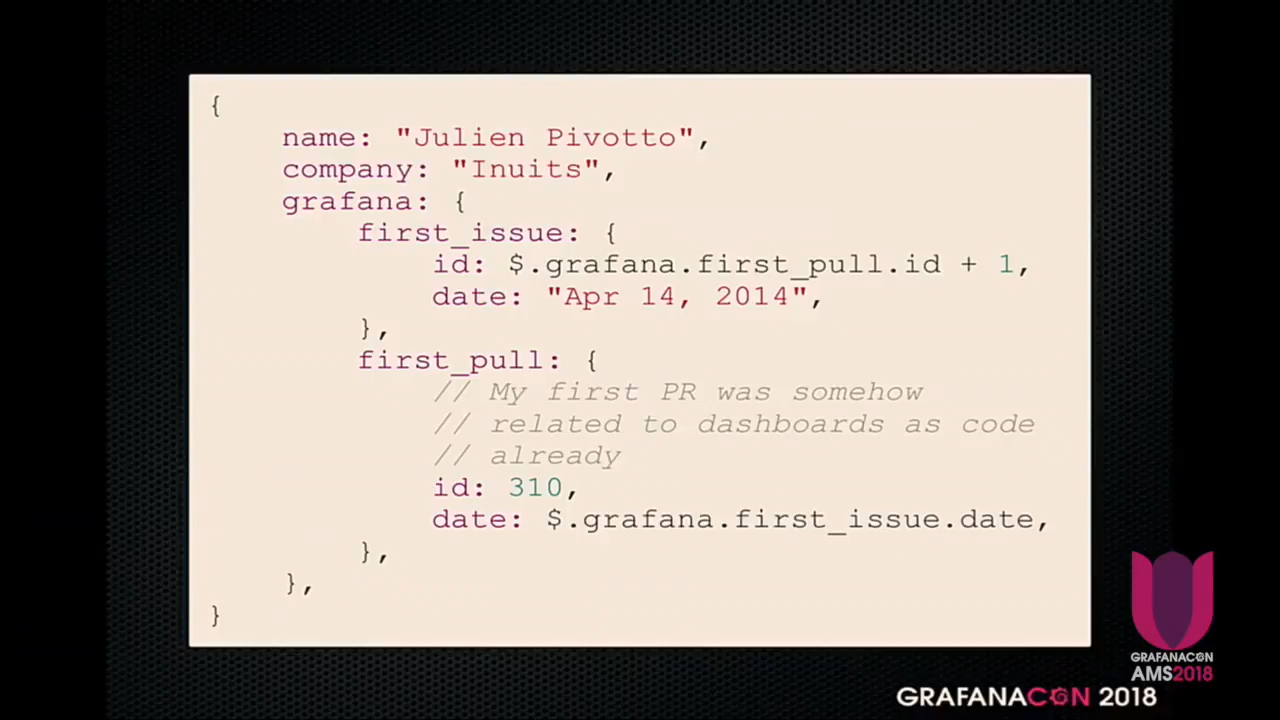 {
name: "Julien Pivotto",
company: "Inuits",
grafana: {
first_issue: {
id: $.grafana.first_pull.id + 1,
date: "Apr 14, 2014",
},
first_pull: {
// My first PR was somehow
// related to dashboards as code
// already
id: 310,
date: $.grafana.first_issue.date,
},
},
}
GRAFANACON
AMS2018
GRAFANACON 2018